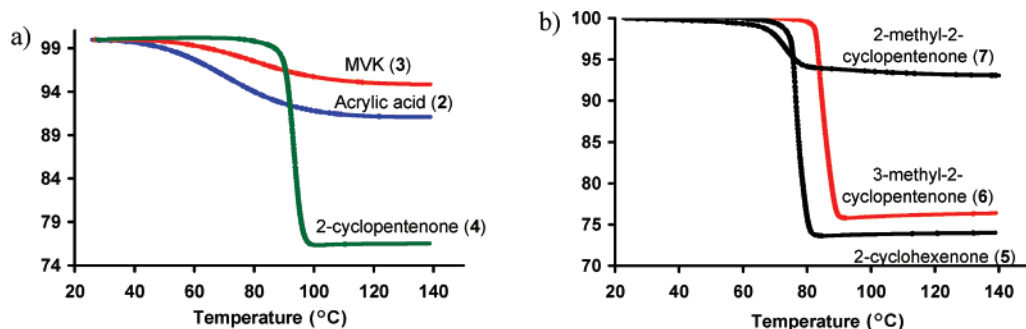 a)
99
94
89
84
79
74
MVK (3)
Acrylic acid (2)
2-cyclopentenone (4)
20 40 60 80 100 120 140
Temperature (°C)
b)
100
95
90
85
80
75
70
2-methyl-2-
cyclopentenone
(7)
3-methyl-2-
cyclopentenone (6)
2-cyclohexenone (5)
20 40 60 80 100 120 140
Temperature (°C)